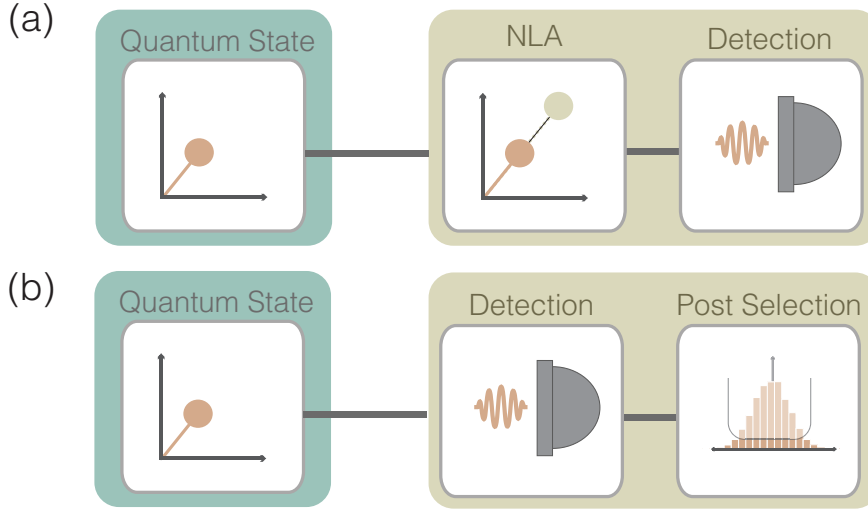 (a)
Quantum State
NLA
Detection
(b)
Quantum State
Detection
Post Selection